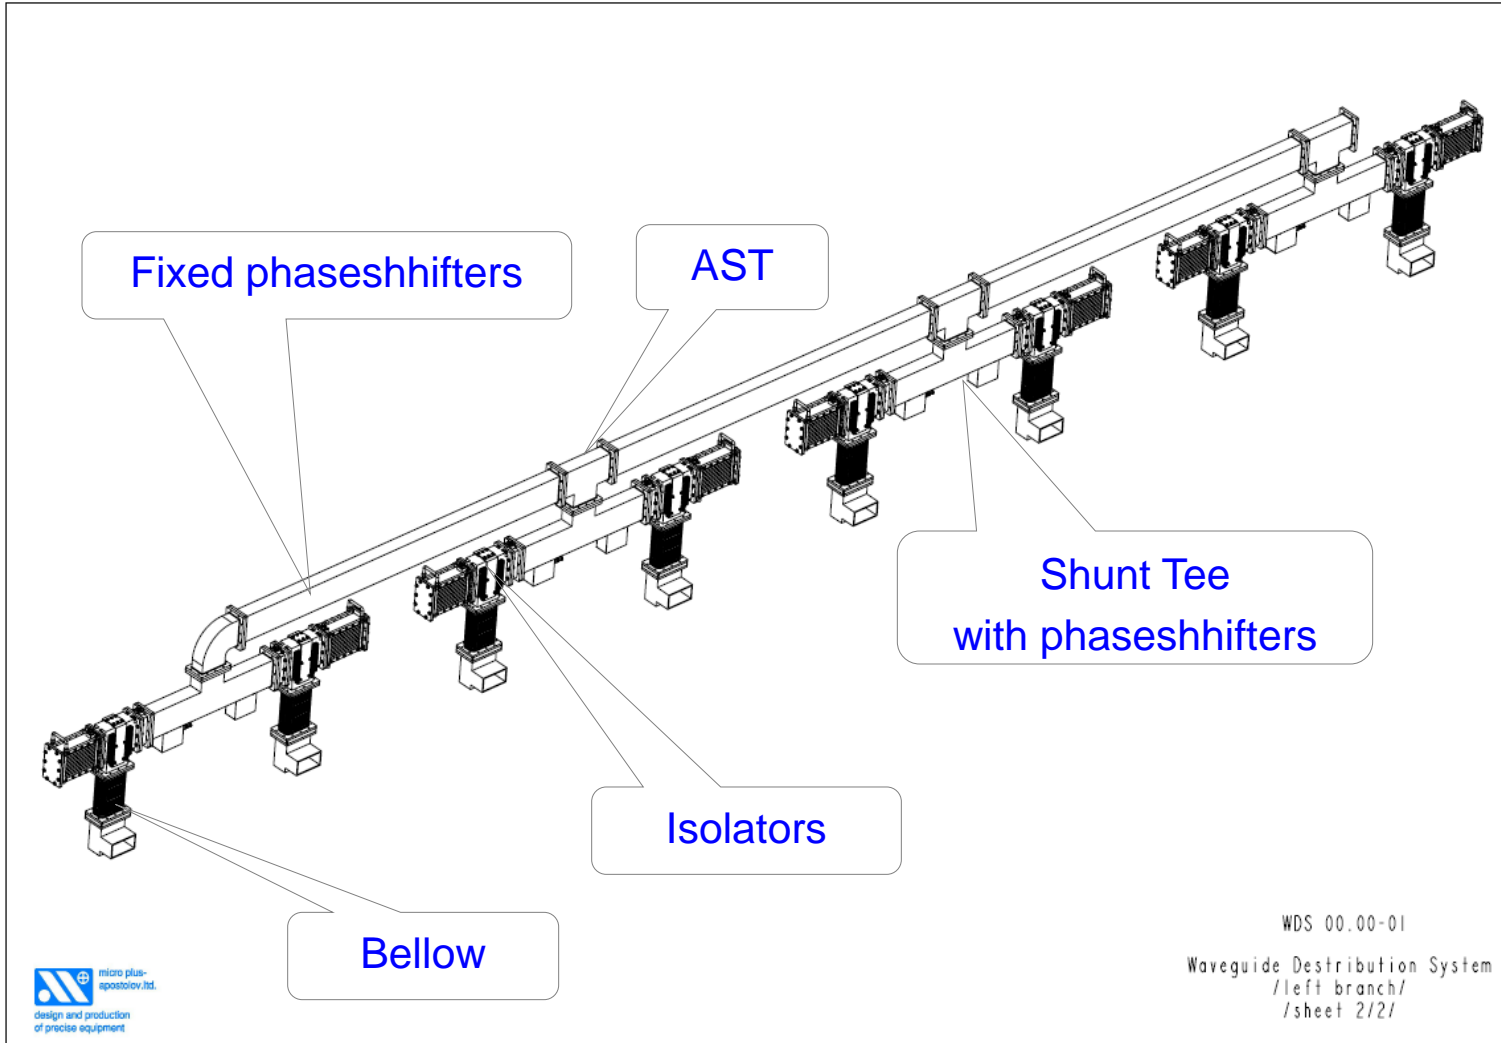 Fixed phaseshhifters
AST
Shunt Tee
with phaseshhifters
Isolators
Bellow
micro plus-
apostolov.ltd.
design and production
of precise equipment
WDS 00.00-01
Waveguide Destribution System
/left branch/
/sheet 2/2/